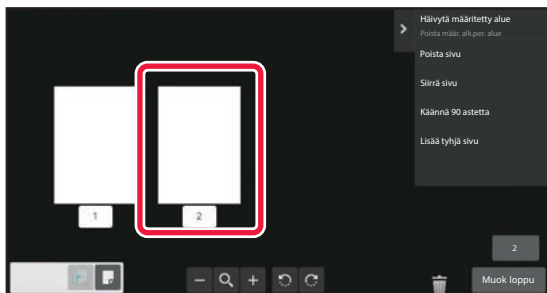 Häivytä määritetty alue
Poista määr. alk.per. alue
Poista sivu
Siirrä sivu
Käännä 90 astetta
Lisää tyhjä sivu
1
2
2
Muok loppu